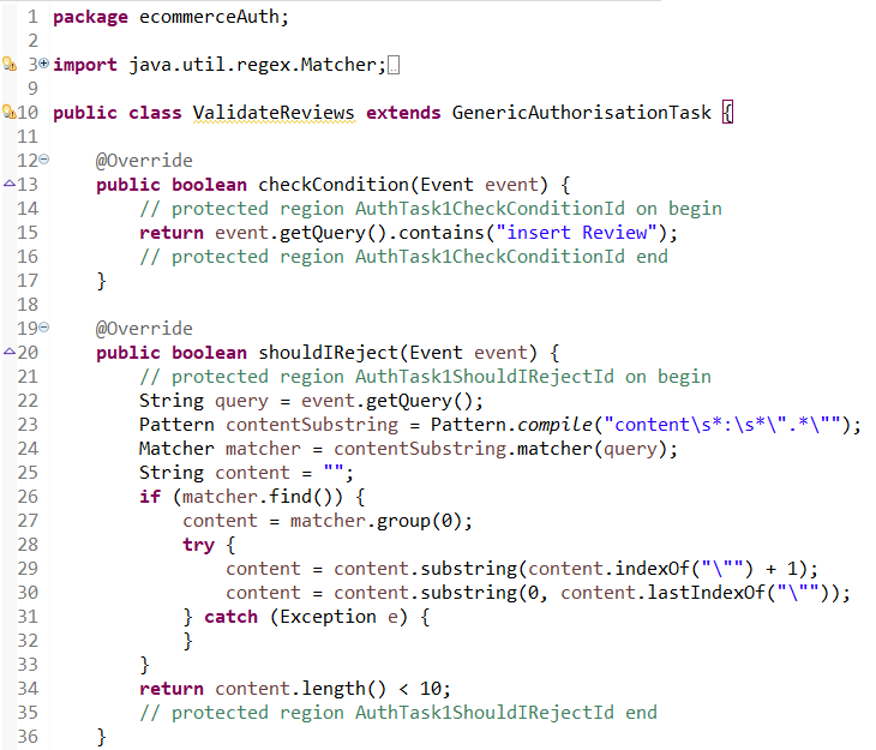 1 package ecommerceAuth;
2
3 import java.util.regex.Matcher;
9
10 public class ValidateReviews extends GenericAuthorisationTask {
11
12     @Override
13     public boolean checkCondition(Event event) {
14         // protected region AuthTask1CheckConditionId on begin
15         return event.getQuery().contains("insert Review");
16         // protected region AuthTask1CheckConditionId end
17     }
18
19     @Override
20     public boolean shouldIReject(Event event) {
21         // protected region AuthTask1ShouldIRejectId on begin
22         String query = event.getQuery();
23         Pattern contentSubstring = Pattern.compile("content\s*:\s*\".*\"");
24         Matcher matcher = contentSubstring.matcher(query);
25         String content = "";
26         if (matcher.find()) {
27             content = matcher.group(0);
28             try {
29                 content = content.substring(content.indexOf("\"") + 1);
30                 content = content.substring(0, content.lastIndexOf("\""));
31             } catch (Exception e) {
32             }
33         }
34         return content.length() < 10;
35         // protected region AuthTask1ShouldIRejectId end
36     }